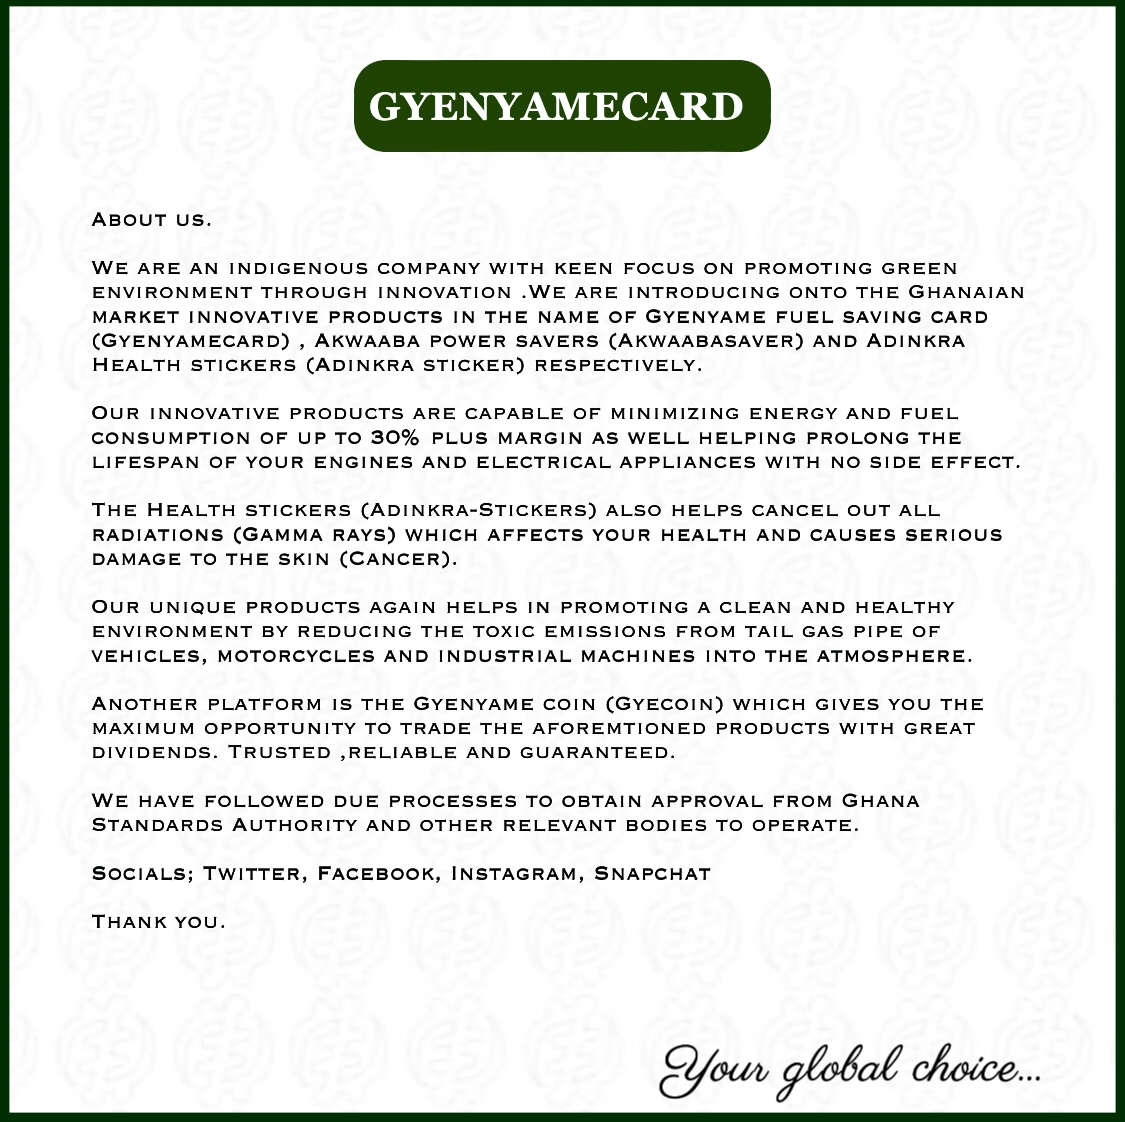 GYENYAMECARD
About us.
We are an indigenous company with keen focus on promoting green
environment through innovation .We are introducing onto the Ghanaian
market innovative products in the name of Gyenyame fuel saving card
(Gyenyamecard) , Akwaaba power savers (Akwaabasaver) and Adinkra
Health stickers (Adinkra sticker) respectively.
Our innovative products are capable of minimizing energy and fuel
consumption of up to 30% plus margin as well helping prolong the
lifespan of your engines and electrical appliances with no side effect.
The Health stickers (Adinkra-Stickers) also helps cancel out all
radiations (Gamma rays) which affects your health and causes serious
damage to the skin (Cancer).
Our unique products again helps in promoting a clean and healthy
environment by reducing the toxic emissions from tail gas pipe of
vehicles, motorcycles and industrial machines into the atmosphere.
Another platform is the Gyenyame coin (Gyecoin) which gives you the
maximum opportunity to trade the aforemtioned products with great
dividends. Trusted ,reliable and guaranteed.
We have followed due processes to obtain approval from Ghana
Standards Authority and other relevant bodies to operate.
Socials; Twitter, Facebook, Instagram, Snapchat
Thank you.
Your global choice...